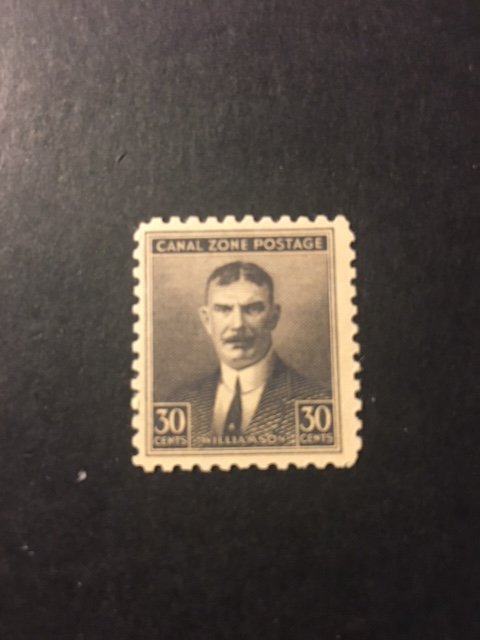 CANAL ZONE POSTAGE
30 30
CENTS CENTS
WILLIAMSON